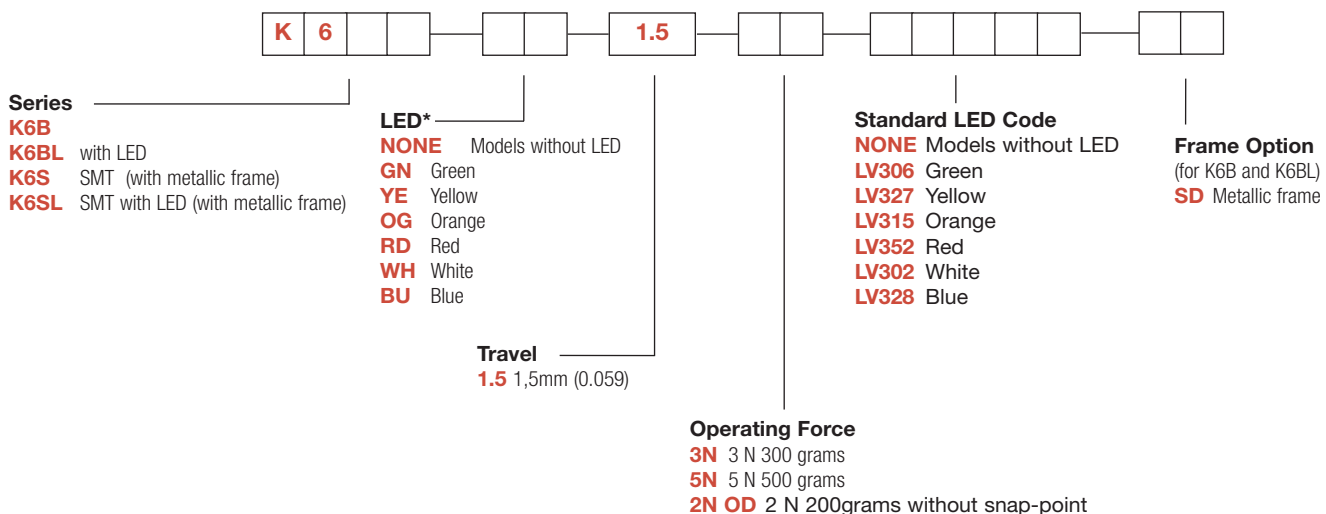 K 6 1.5
Series
K6B
K6BL with LED
K6S SMT (with metallic frame)
K6SL SMT with LED (with metallic frame)
LED*
NONE Models without LED
GN Green
YE Yellow
OG Orange
RD Red
WH White
BU Blue
Travel
1.5 1,5mm (0.059)
Operating Force
3N 3 N 300 grams
5N 5 N 500 grams
2N OD 2 N 200grams without snap-point
Standard LED Code
NONE Models without LED
LV306 Green
LV327 Yellow
LV315 Orange
LV352 Red
LV302 White
LV328 Blue
Frame Option
(for K6B and K6BL)
SD Metallic frame